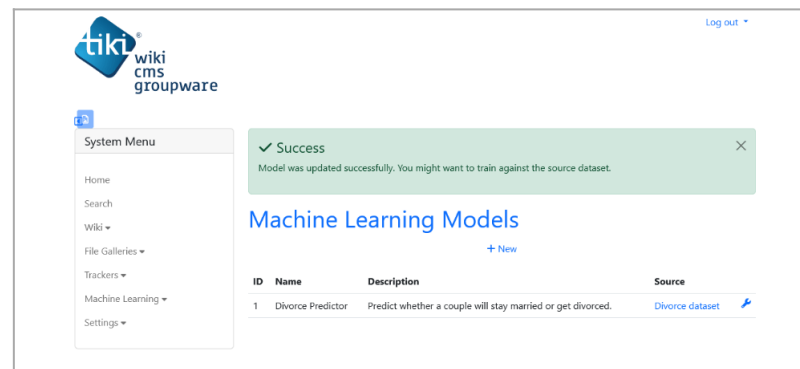 Log out
tiki®
wiki
cms
groupware
System Menu
Home
Search
Wiki
File Galleries
Trackers
Machine Learning
Settings
Success
Model was updated successfully. You might want to train against the source dataset.
Machine Learning Models
+ New
ID Name Description Source
1 Divorce Predictor Predict whether a couple will stay married or get divorced. Divorce dataset